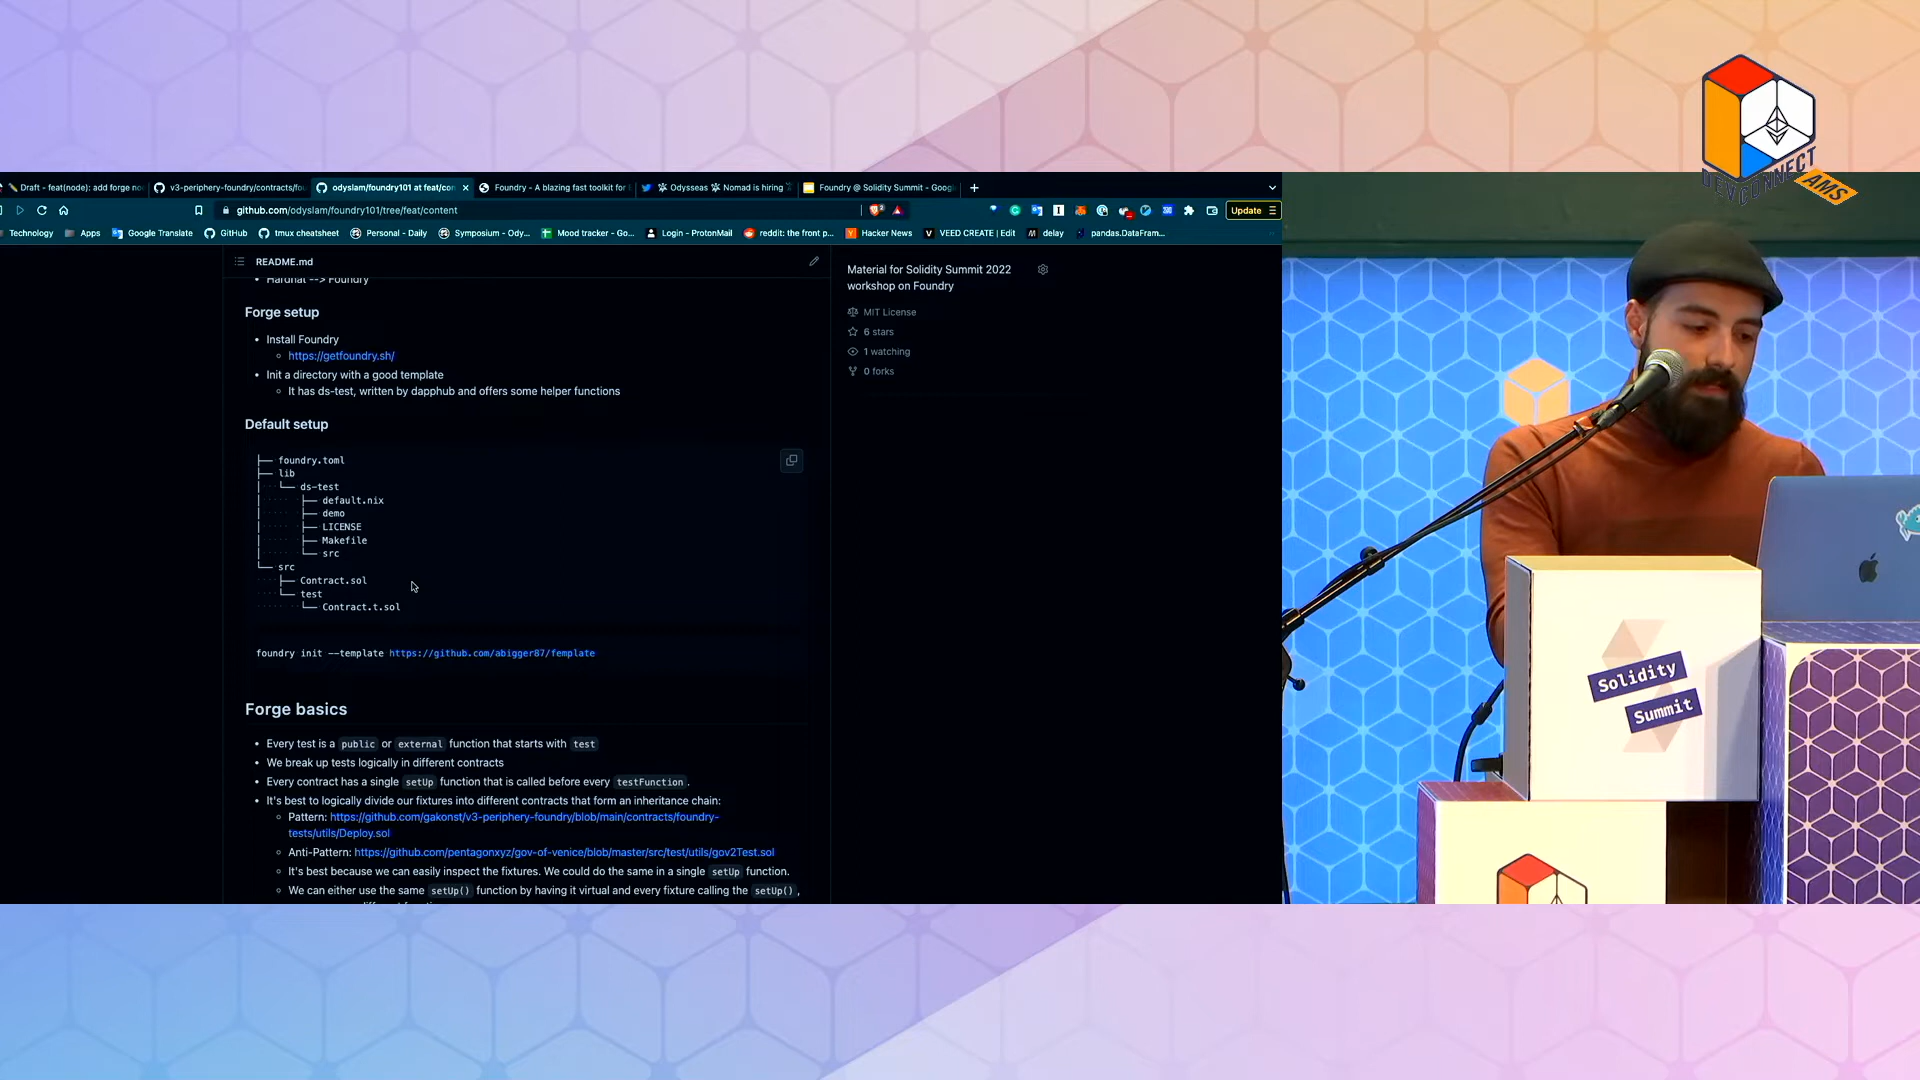 DEVCONNECT
AMS
Draft - feat(node): add forge no
v3-periphery-foundry/contracts/fou
odyslam/foundry101 at feat/con
Foundry - A blazing fast toolkit for E
Odysseas Nomad is hiring
Foundry @ Solidity Summit - Google
github.com/odyslam/foundry101/tree/feat/content
Update
Technology
Apps
Google Translate
GitHub
tmux cheatsheet
Personal - Daily
Symposium - Ody...
Mood tracker - Go...
Login - ProtonMail
reddit: the front p...
Hacker News
VEED CREATE | Edit
delay
pandas.DataFram...
README.md
Hardhat --> Foundry
Forge setup
• Install Foundry
https://getfoundry.sh/
• Init a directory with a good template
It has ds-test, written by dapphub and offers some helper functions
Default setup
├── foundry.toml
├── lib
│ └── ds-test
│ ├── default.nix
│ ├── demo
│ ├── LICENSE
│ ├── Makefile
│ └── src
└── src
├── Contract.sol
└── test
└── Contract.t.sol
foundry init --template https://github.com/abigger87/femplate
Forge basics
• Every test is a public or external function that starts with test
• We break up tests logically in different contracts
• Every contract has a single setUp function that is called before every testFunction.
• It's best to logically divide our fixtures into different contracts that form an inheritance chain:
Pattern: https://github.com/gakonst/v3-periphery-foundry/blob/main/contracts/foundry-
tests/utils/Deploy.sol
Anti-Pattern: https://github.com/pentagonxyz/gov-of-venice/blob/master/src/test/utils/gov2Test.sol
It's best because we can easily inspect the fixtures. We could do the same in a single setUp function.
We can either use the same setUp() function by having it virtual and every fixture calling the setUp(),
Material for Solidity Summit 2022
workshop on Foundry
MIT License
6 stars
1 watching
0 forks
Solidity
Summit